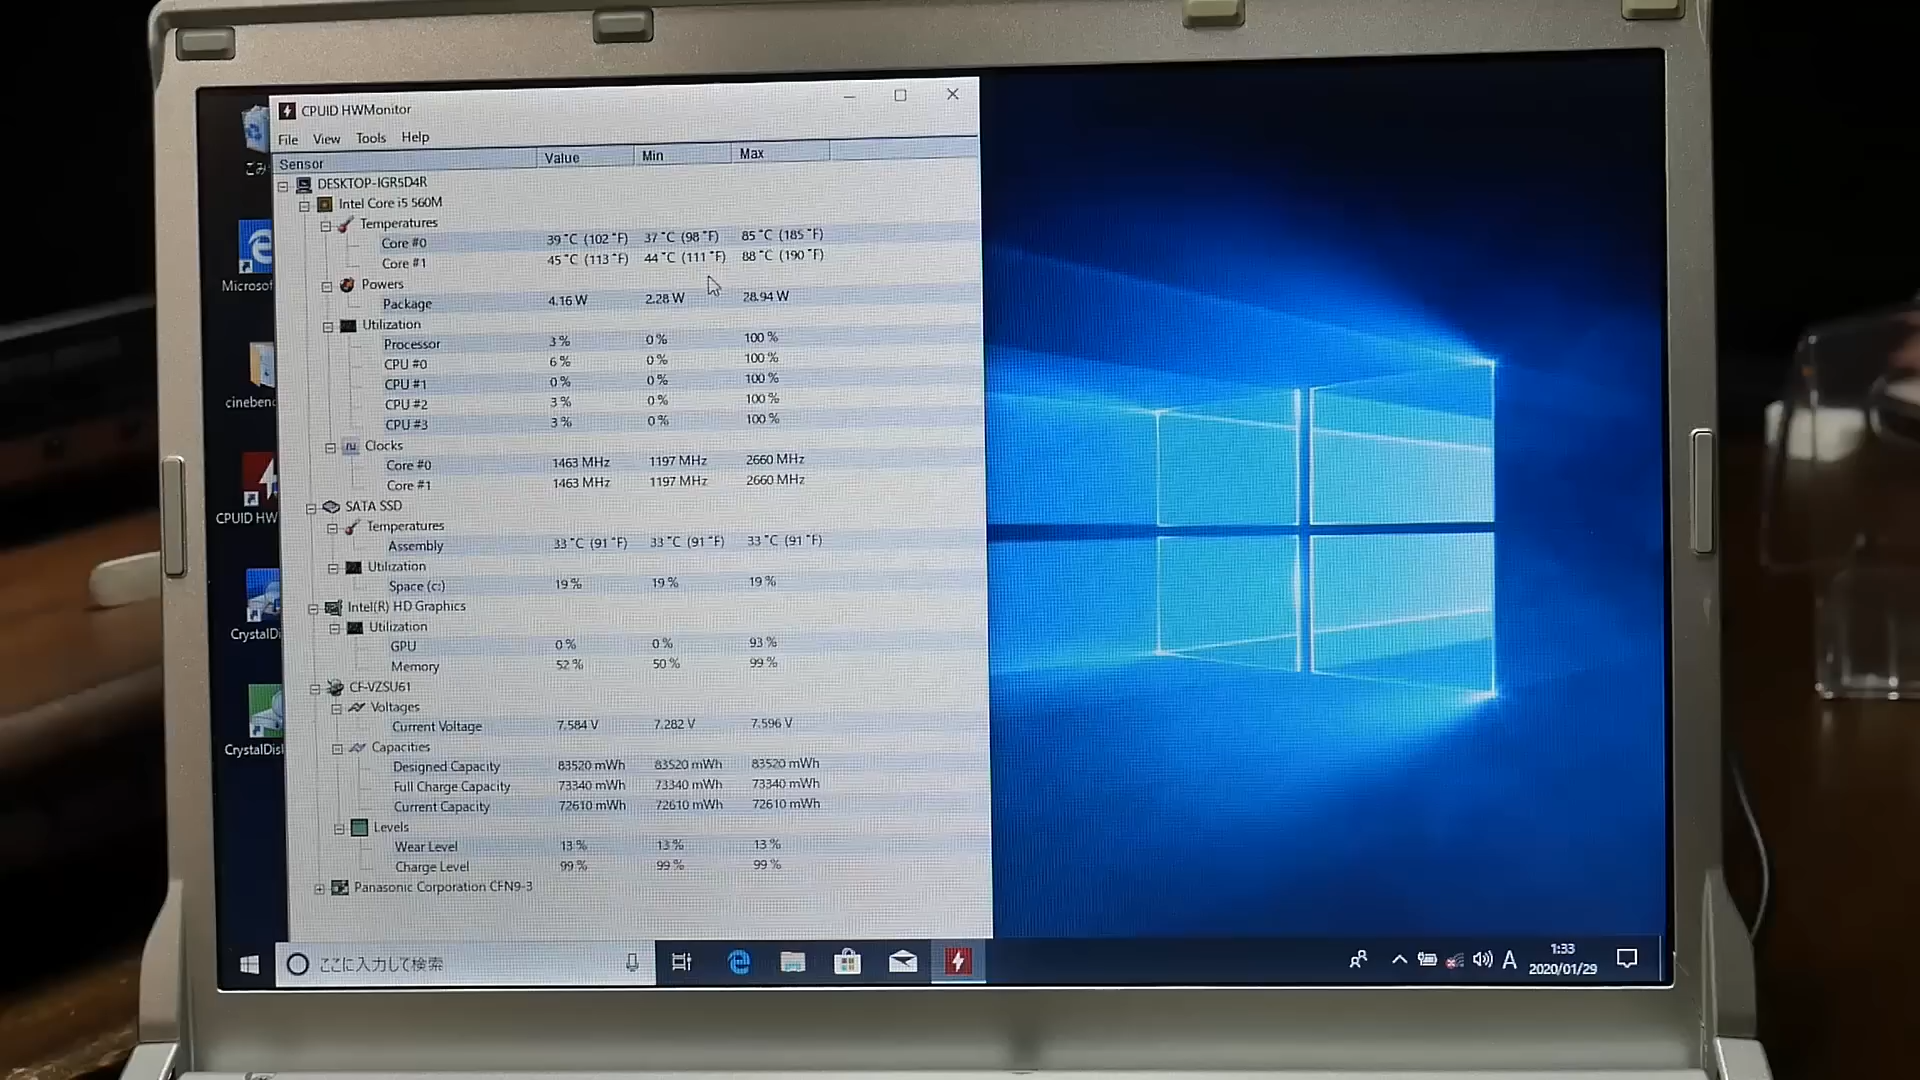 CPUID HWMonitor
File View Tools Help
Sensor Value Min Max
DESKTOP-IGR5D4R
Intel Core i5 560M
Temperatures
Core #0 39 °C (102 °F) 37 °C (98 °F) 85 °C (185 °F)
Core #1 45 °C (113 °F) 44 °C (111 °F) 88 °C (190 °F)
Powers
Package 4.16 W 2.28 W 28.94 W
Utilization
Processor 3 % 0 % 100 %
CPU #0 6 % 0 % 100 %
CPU #1 0 % 0 % 100 %
CPU #2 3 % 0 % 100 %
CPU #3 3 % 0 % 100 %
Clocks
Core #0 1463 MHz 1197 MHz 2660 MHz
Core #1 1463 MHz 1197 MHz 2660 MHz
SATA SSD
Temperatures
Assembly 33 °C (91 °F) 33 °C (91 °F) 33 °C (91 °F)
Utilization
Space (c:) 19 % 19 % 19 %
Intel(R) HD Graphics
Utilization
GPU 0 % 0 % 93 %
Memory 52 % 50 % 99 %
CF-VZSU61
Voltages
Current Voltage 7.584 V 7.282 V 7.596 V
Capacities
Designed Capacity 83520 mWh 83520 mWh 83520 mWh
Full Charge Capacity 73340 mWh 73340 mWh 73340 mWh
Current Capacity 72610 mWh 72610 mWh 72610 mWh
Levels
Wear Level 13 % 13 % 13 %
Charge Level 99 % 99 % 99 %
Panasonic Corporation CFN9-3
ごみ
Microsof
cineben
CPUID HW
CrystalDi
CrystalDis
ここに入力して検索
A
1:33
2020/01/29